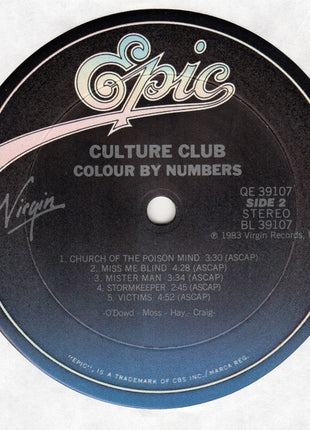 Epic
CULTURE CLUB
COLOUR BY NUMBERS
Virgin
QE 39107
SIDE 2
STEREO
BL 39107
℗ 1983 Virgin Records,
1. CHURCH OF THE POISON MIND 3:30 (ASCAP)
2. MISS ME BLIND 4:28 (ASCAP)
3. MISTER MAN 3:34 (ASCAP)
4. STORMKEEPER 2:45 (ASCAP)
5. VICTIMS 4:52 (ASCAP)
-O'Dowd - Moss - Hay - Craig-
"EPIC", IS A TRADEMARK OF CBS INC./MARCA REG.